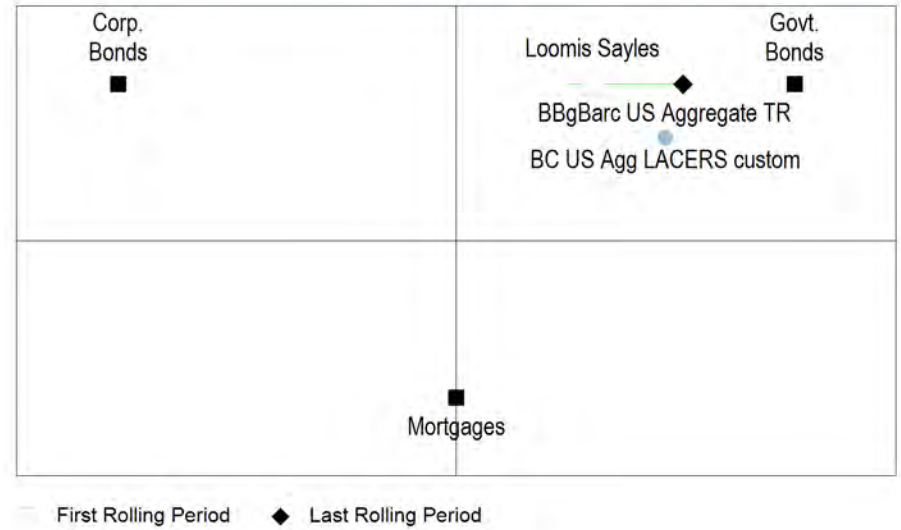 Corp.
Bonds
Loomis Sayles
Govt.
Bonds
BBgBarc US Aggregate TR
BC US Agg LACERS custom
Mortgages
First Rolling Period
Last Rolling Period